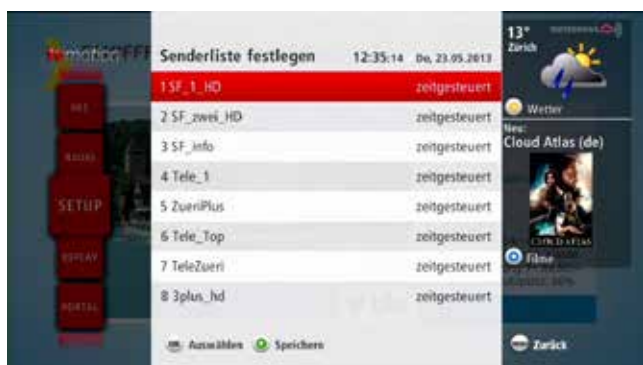 Senderliste festlegen 12:35:14 Do, 23.05.2013
1 SF_1_HD zeitgesteuert
2 SF_zwei_HD zeitgesteuert
3 SF_info zeitgesteuert
4 Tele_1 zeitgesteuert
5 ZueriPlus zeitgesteuert
6 Tele_Top zeitgesteuert
7 TeleZueri zeitgesteuert
8 3plus_hd zeitgesteuert
Auswählen Speichern
SETUP
REPLAY
PORTAL
13°
Zürich
Wetter
Neu:
Cloud Atlas (de)
CLOUD ATLAS
Filme
Zurück